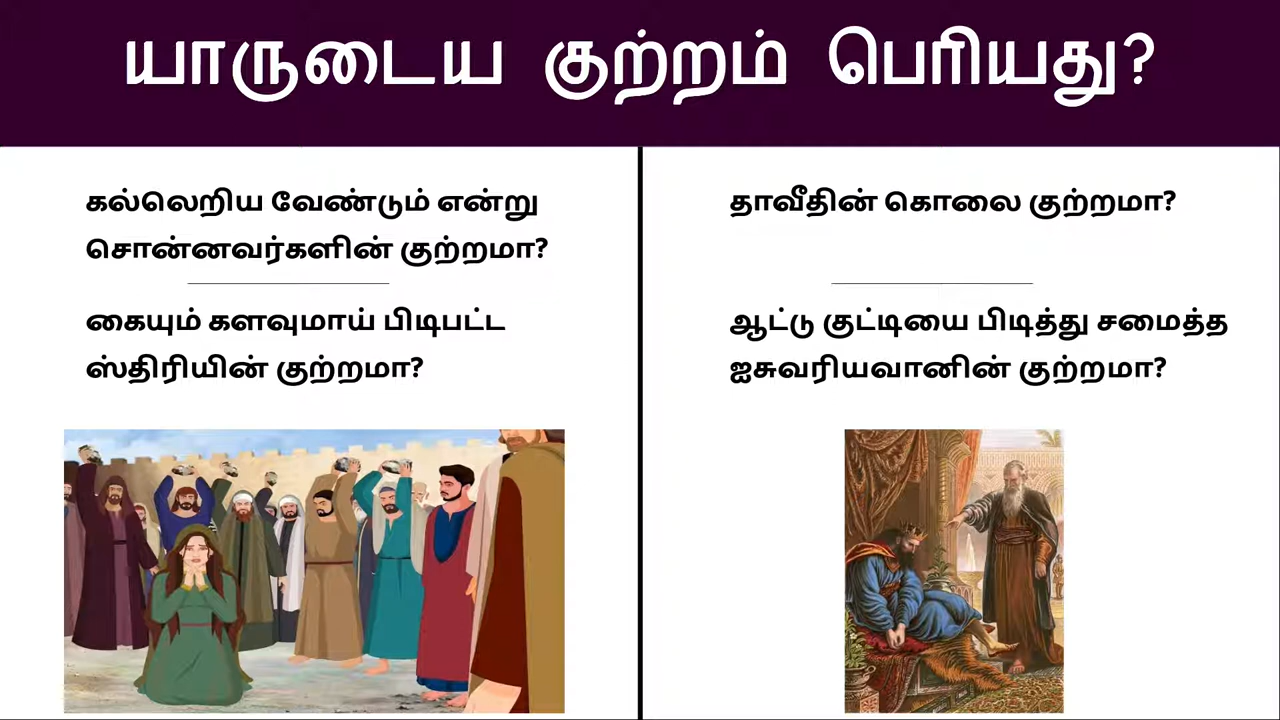 யாருடைய குற்றம் பெரியது?
கல்லெறிய வேண்டும் என்று
சொன்னவர்களின் குற்றமா?
கையும் களவுமாய் பிடிபட்ட
ஸ்திரியின் குற்றமா?
தாவீதின் கொலை குற்றமா?
ஆட்டு குட்டியை பிடித்து சமைத்த
ஐசுவரியவானின் குற்றமா?